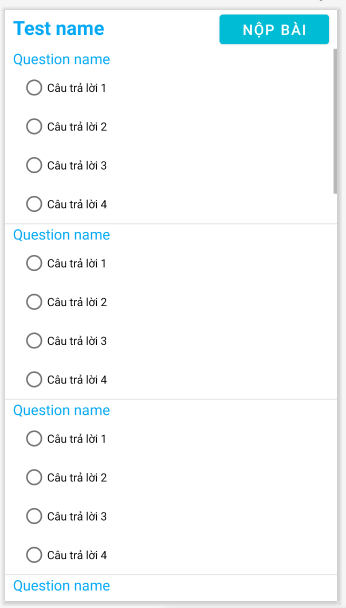 Test name
NỘP BÀI
Question name
Câu trả lời 1
Câu trả lời 2
Câu trả lời 3
Câu trả lời 4
Question name
Câu trả lời 1
Câu trả lời 2
Câu trả lời 3
Câu trả lời 4
Question name
Câu trả lời 1
Câu trả lời 2
Câu trả lời 3
Câu trả lời 4
Question name